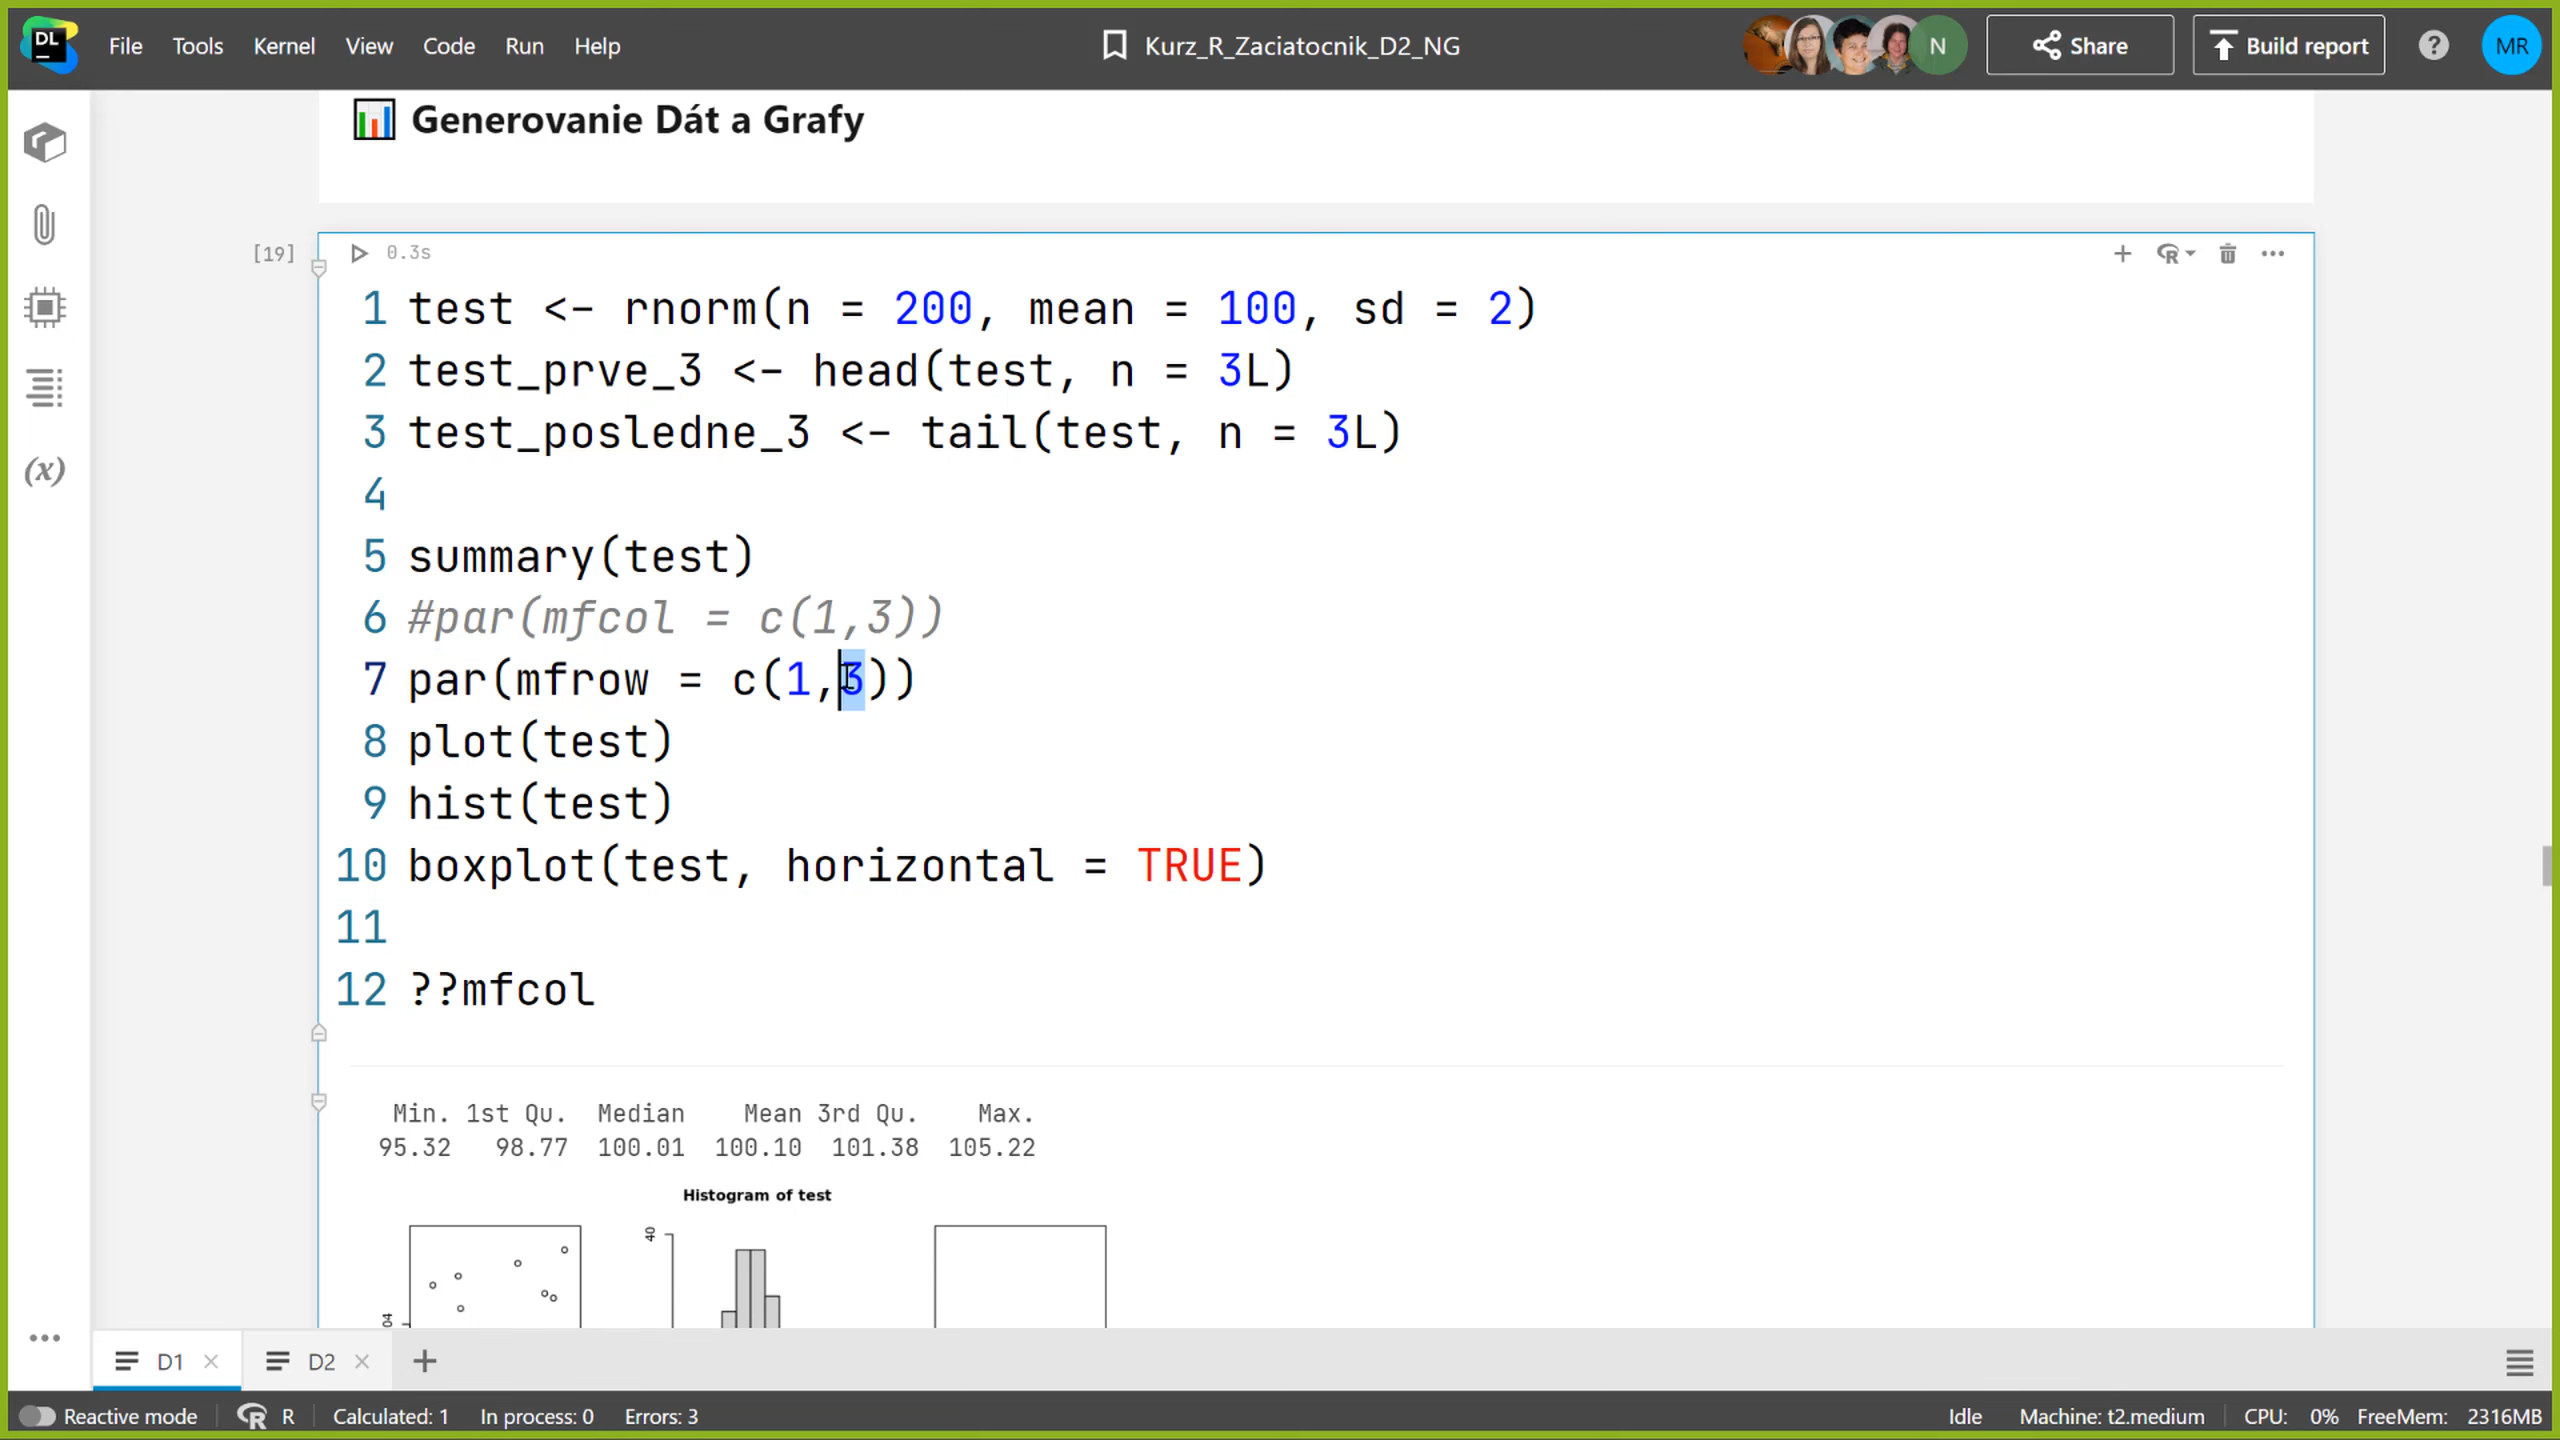 DL
File Tools Kernel View Code Run Help
Kurz_R_Zaciatocnik_D2_NG
N
Share
Build report
?
MR
Generovanie Dát a Grafy
[19]
0.3s
R
1 test <- rnorm(n = 200, mean = 100, sd = 2)
2 test_prve_3 <- head(test, n = 3L)
3 test_posledne_3 <- tail(test, n = 3L)
4
5 summary(test)
6 #par(mfcol = c(1,3))
7 par(mfrow = c(1,3))
8 plot(test)
9 hist(test)
10 boxplot(test, horizontal = TRUE)
11
12 ??mfcol
(x)
Min. 1st Qu. Median Mean 3rd Qu. Max.
95.32 98.77 100.01 100.10 101.38 105.22
Histogram of test
40
04
D1 D2
Reactive mode R R Calculated: 1 In process: 0 Errors: 3 Idle Machine: t2.medium CPU: 0% FreeMem: 2316MB